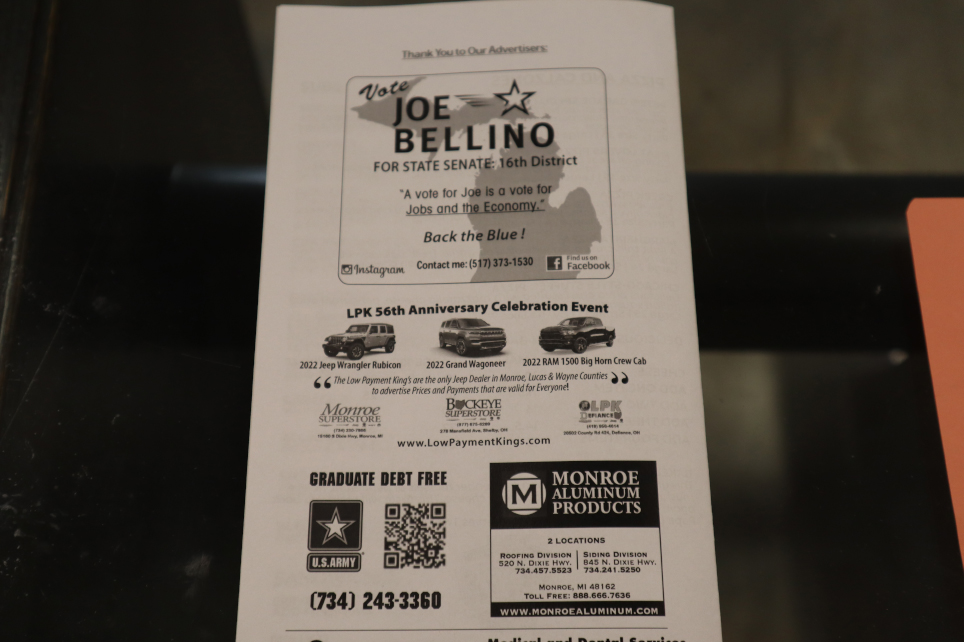 Thank You to Our Advertisers:
Vote
JOE
BELLINO
FOR STATE SENATE: 16th District
"A vote for Joe is a vote for
Jobs and the Economy."
Back the Blue !
Instagram
Contact me: (517) 373-1530
Find us on
Facebook
LPK 56th Anniversary Celebration Event
2022 Jeep Wrangler Rubicon
2022 Grand Wagoneer
2022 RAM 1500 Big Horn Crew Cab
“ The Low Payment King's are the only Jeep Dealer in Monroe, Lucas & Wayne Counties ”
to advertise Prices and Payments that are valid for Everyone!
Monroe
SUPERSTORE
BUCKEYE
SUPERSTORE
LPK
DEFIANCE
www.LowPaymentKings.com
GRADUATE DEBT FREE
U.S.ARMY
(734) 243-3360
M
MONROE
ALUMINUM
PRODUCTS
2 LOCATIONS
ROOFING DIVISION
520 N. DIXIE HWY.
734.457.5523
SIDING DIVISION
845 N. DIXIE HWY.
734.241.5250
MONROE, MI 48162
TOLL FREE: 888.666.7636
WWW.MONROEALUMINUM.COM
Medical and Dental Services